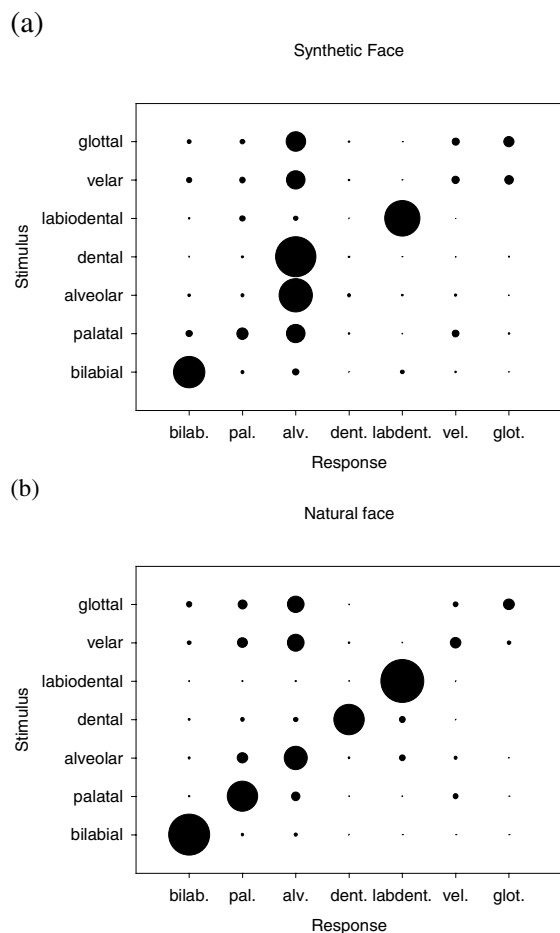 (a)
Synthetic Face
glottal
velar
labiodental
dental
alveolar
palatal
bilabial
Stimulus
bilab. pal. alv. dent. labdent. vel. glot.
Response
(b)
Natural face
glottal
velar
labiodental
dental
alveolar
palatal
bilabial
Stimulus
bilab. pal. alv. dent. labdent. vel. glot.
Response